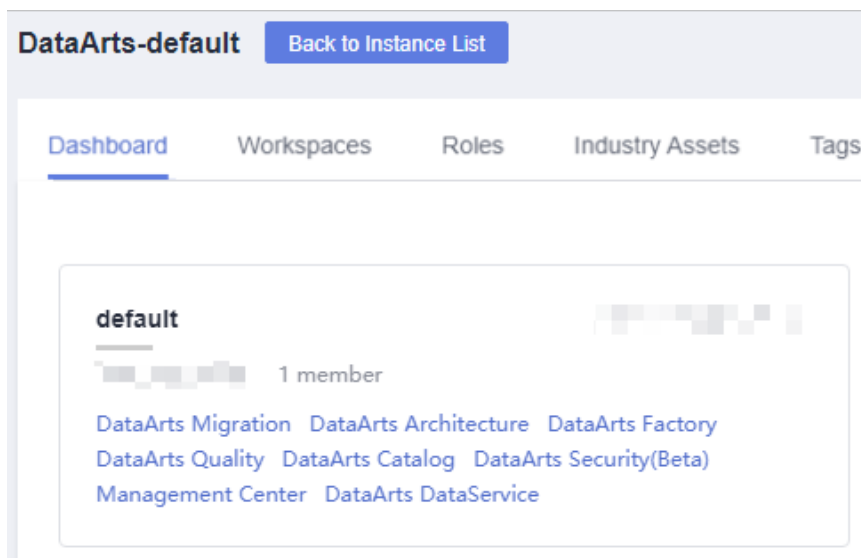 DataArts-default Back to Instance List
Dashboard Workspaces Roles Industry Assets Tags
default
1 member
DataArts Migration DataArts Architecture DataArts Factory
DataArts Quality DataArts Catalog DataArts Security(Beta)
Management Center DataArts DataService